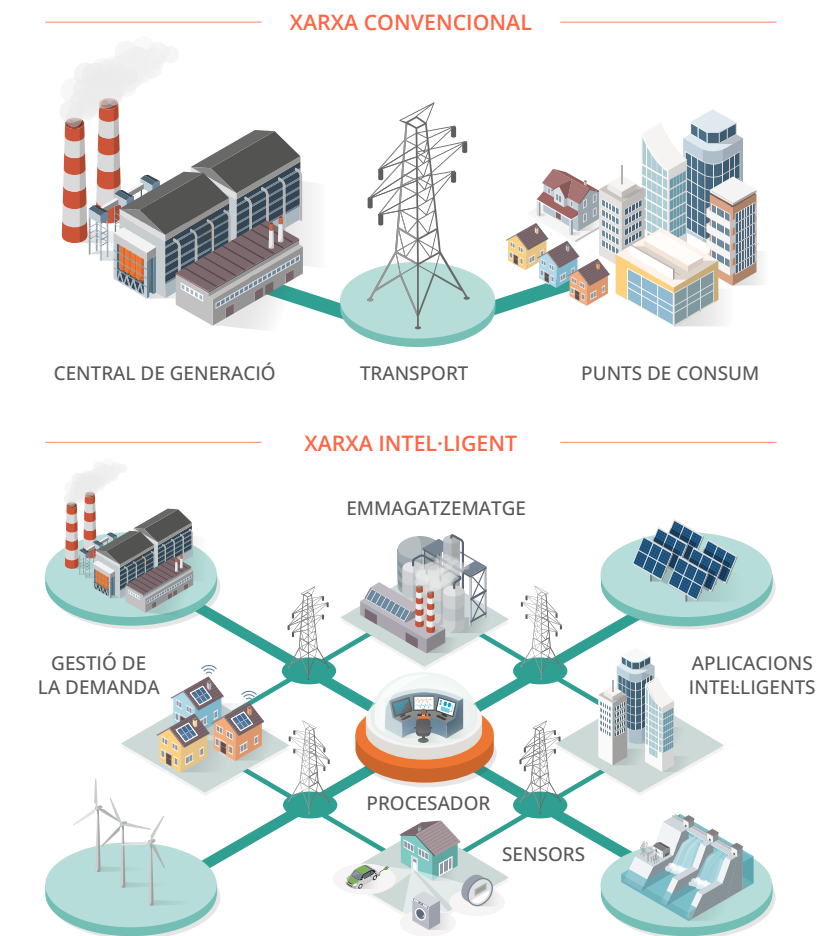 XARXA CONVENCIONAL
CENTRAL DE GENERACIÓ
TRANSPORT
PUNTS DE CONSUM
XARXA INTEL·LIGENT
EMMAGATZEMATGE
GESTIÓ DE
LA DEMANDA
APLICACIONS
INTEL·LIGENTS
PROCESADOR
SENSORS